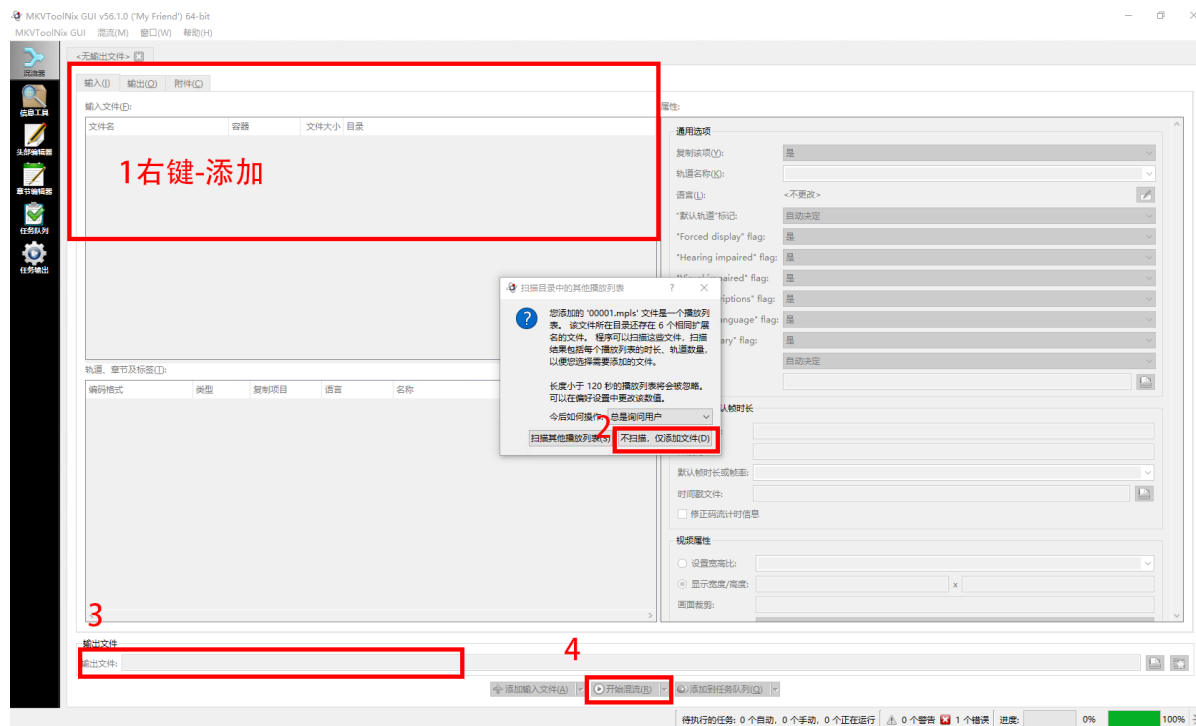 MKVToolNix GUI v56.1.0 ('My Friend') 64-bit
MKVToolNix GUI 混流(M) 窗口(W) 帮助(H)
<无输出文件>
混流器
信息工具
头部编辑器
章节编辑器
任务队列
任务输出
输入(I) 输出(O) 附件(C)
输入文件(F):
文件名 容器 文件大小 目录
1右键-添加
轨道、章节及标签(T):
编码格式 类型 复制项目 语言 名称
属性:
通用选项
复制该项(Y): 是
轨道名称(K):
语言(L): <不更改>
"默认轨道"标记: 自动决定
"Forced display" flag: 是
"Hearing impaired" flag: 是
impaired" flag: 是
riptions" flag: 是
nguage" flag: 是
ary" flag: 是
自动决定
认帧时长
默认帧时长或帧率:
时间戳文件:
修正码流计时信息
视频属性
设置宽高比:
显示宽度/高度: x
画面裁剪:
扫描目录中的其他播放列表 ?
您添加的 '00001.mpls' 文件是一个播放列
表。 该文件所在目录还存在 6 个相同扩展
名的文件。 程序可以扫描这些文件，扫描
结果包括每个播放列表的时长、轨道数量，
以便您选择需要添加的文件。
长度小于 120 秒的播放列表将会被忽略。
可以在偏好设置中更改该数值。
今后如何操作: 总是询问用户
2
扫描其他播放列表(S) 不扫描，仅添加文件(D)
3
输出文件
输出文件:
4
添加输入文件(A) 开始混流(R) 添加到任务队列(Q)
待执行的任务: 0 个自动, 0 个手动, 0 个正在运行 0 个警告 1 个错误 进度: 0% 100%